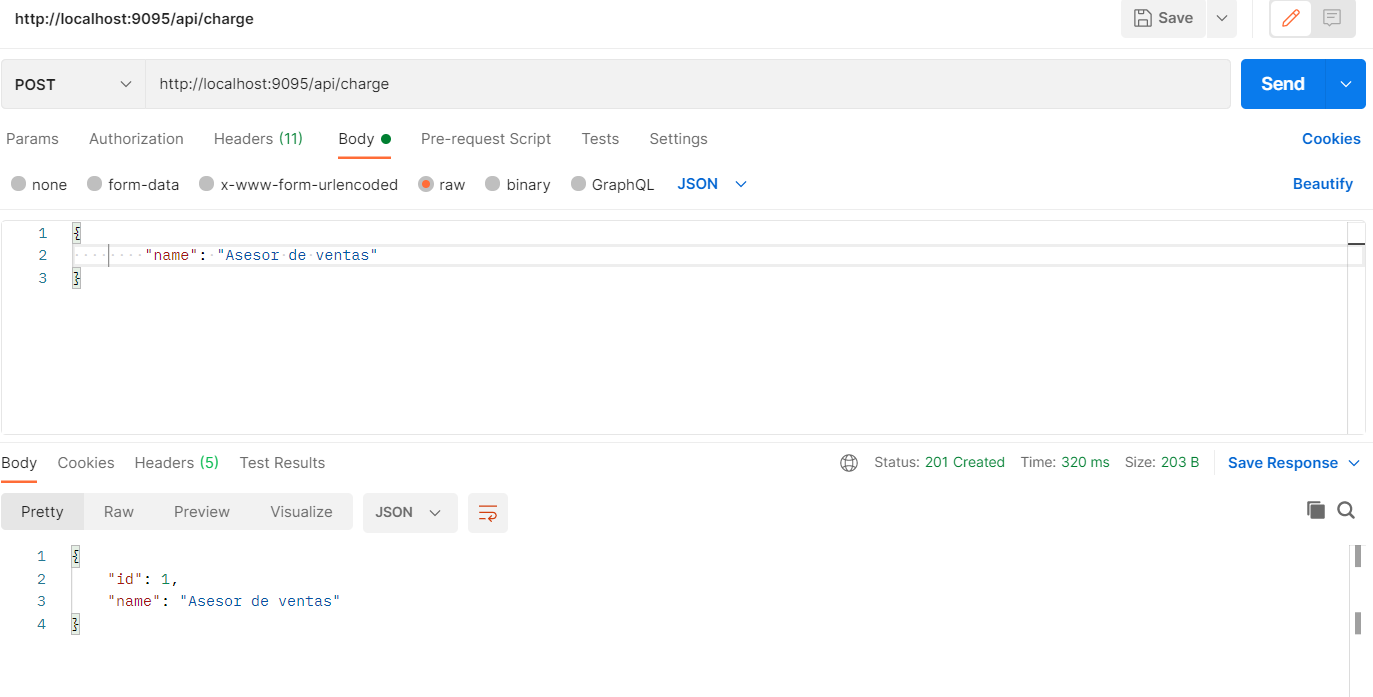 http://localhost:9095/api/charge
Save
POST
http://localhost:9095/api/charge
Send
Params Authorization Headers (11) Body Pre-request Script Tests Settings Cookies
none form-data x-www-form-urlencoded raw binary GraphQL JSON Beautify
1 {
2 "name": "Asesor de ventas"
3 }
Body Cookies Headers (5) Test Results Status: 201 Created Time: 320 ms Size: 203 B Save Response
Pretty Raw Preview Visualize JSON
1 {
2 "id": 1,
3 "name": "Asesor de ventas"
4 }